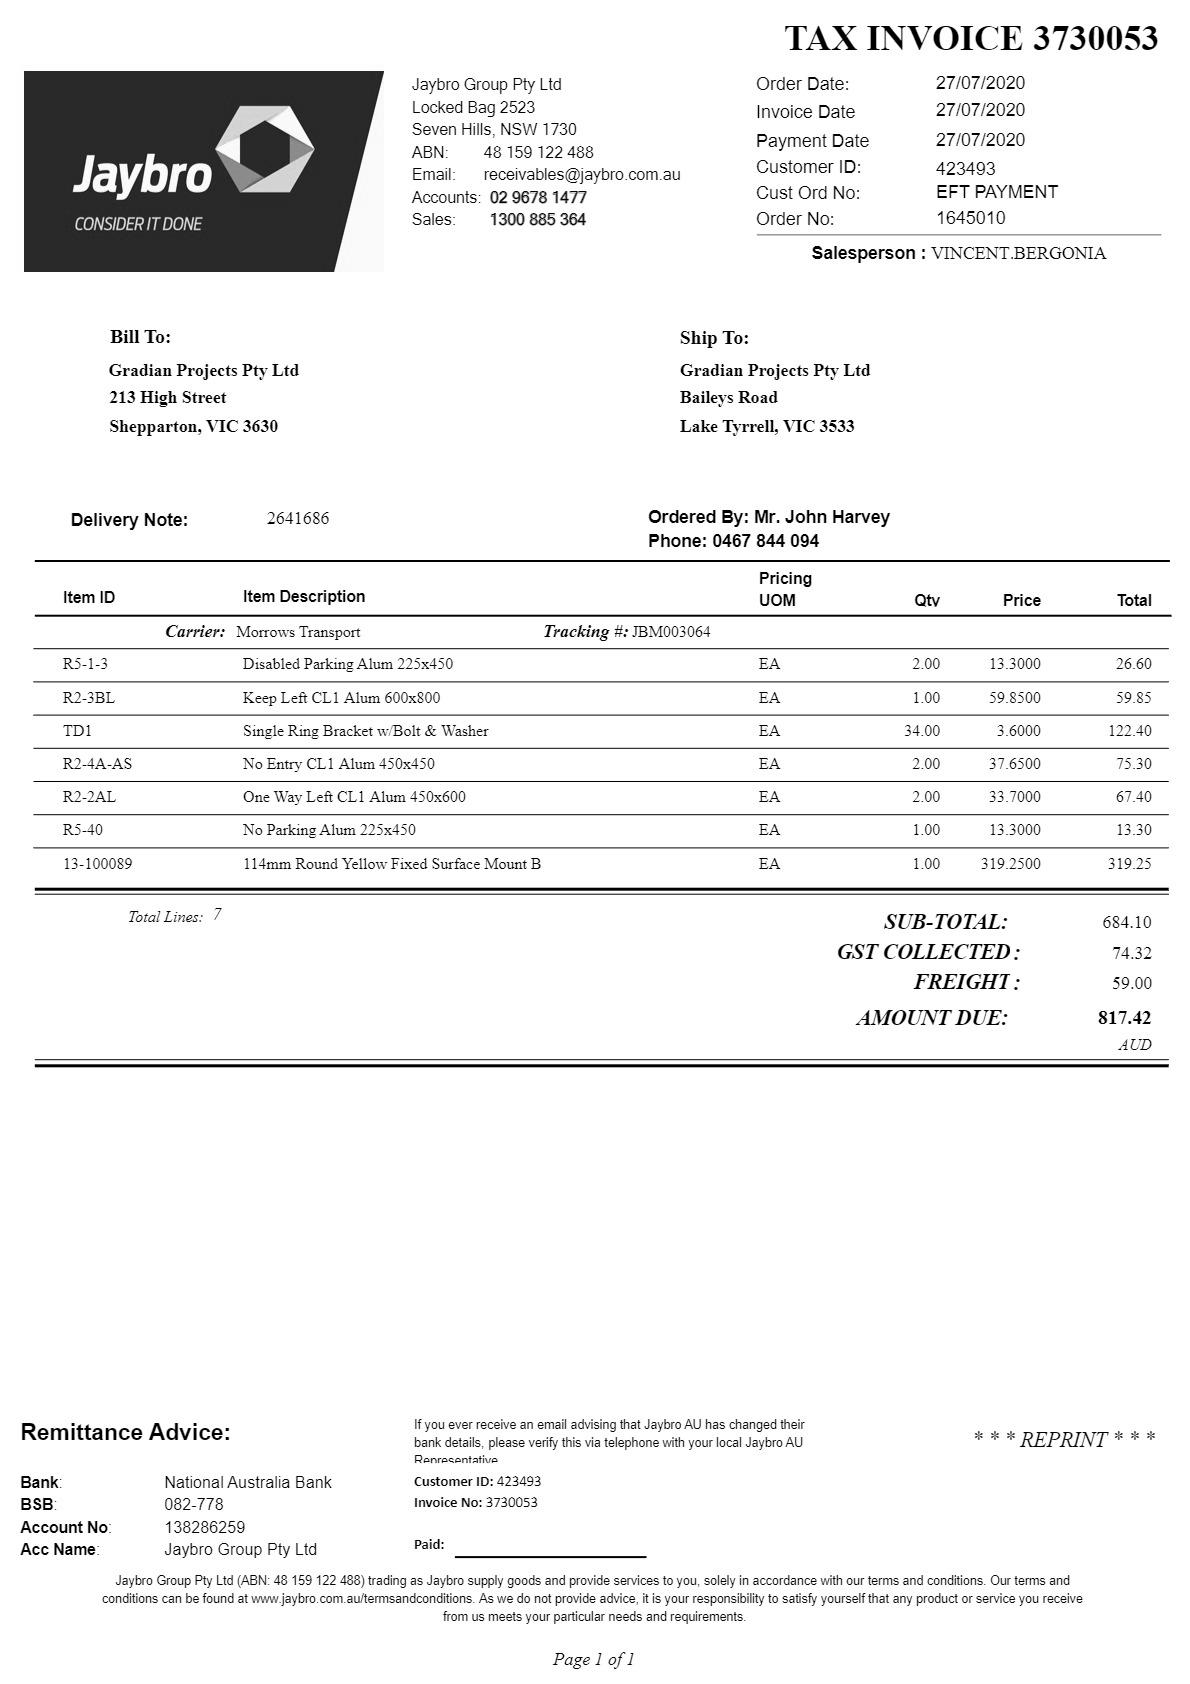 TAX INVOICE 3730053
Jaybro
CONSIDER IT DONE
Jaybro Group Pty Ltd
Locked Bag 2523
Seven Hills, NSW 1730
ABN: 48 159 122 488
Email: receivables@jaybro.com.au
Accounts: 02 9678 1477
Sales: 1300 885 364
Order Date: 27/07/2020
Invoice Date 27/07/2020
Payment Date 27/07/2020
Customer ID: 423493
Cust Ord No: EFT PAYMENT
Order No: 1645010
Salesperson : VINCENT.BERGONIA
Bill To:
Gradian Projects Pty Ltd
213 High Street
Shepparton, VIC 3630
Ship To:
Gradian Projects Pty Ltd
Baileys Road
Lake Tyrrell, VIC 3533
Delivery Note: 2641686
Ordered By: Mr. John Harvey
Phone: 0467 844 094
Item ID Item Description Pricing UOM Qty Price Total
Carrier: Morrows Transport Tracking #: JBM003064
R5-1-3 Disabled Parking Alum 225x450 EA 2.00 13.3000 26.60
R2-3BL Keep Left CL1 Alum 600x800 EA 1.00 59.8500 59.85
TD1 Single Ring Bracket w/Bolt & Washer EA 34.00 3.6000 122.40
R2-4A-AS No Entry CL1 Alum 450x450 EA 2.00 37.6500 75.30
R2-2AL One Way Left CL1 Alum 450x600 EA 2.00 33.7000 67.40
R5-40 No Parking Alum 225x450 EA 1.00 13.3000 13.30
13-100089 114mm Round Yellow Fixed Surface Mount B EA 1.00 319.2500 319.25
Total Lines: 7
SUB-TOTAL: 684.10
GST COLLECTED : 74.32
FREIGHT : 59.00
AMOUNT DUE: 817.42
AUD
Remittance Advice:
Bank: National Australia Bank
BSB: 082-778
Account No: 138286259
Acc Name: Jaybro Group Pty Ltd
If you ever receive an email advising that Jaybro AU has changed their
bank details, please verify this via telephone with your local Jaybro AU
Representative
Customer ID: 423493
Invoice No: 3730053
Paid:
* * * REPRINT * * *
Jaybro Group Pty Ltd (ABN: 48 159 122 488) trading as Jaybro supply goods and provide services to you, solely in accordance with our terms and conditions. Our terms and
conditions can be found at www.jaybro.com.au/termsandconditions. As we do not provide advice, it is your responsibility to satisfy yourself that any product or service you receive
from us meets your particular needs and requirements.
Page 1 of 1